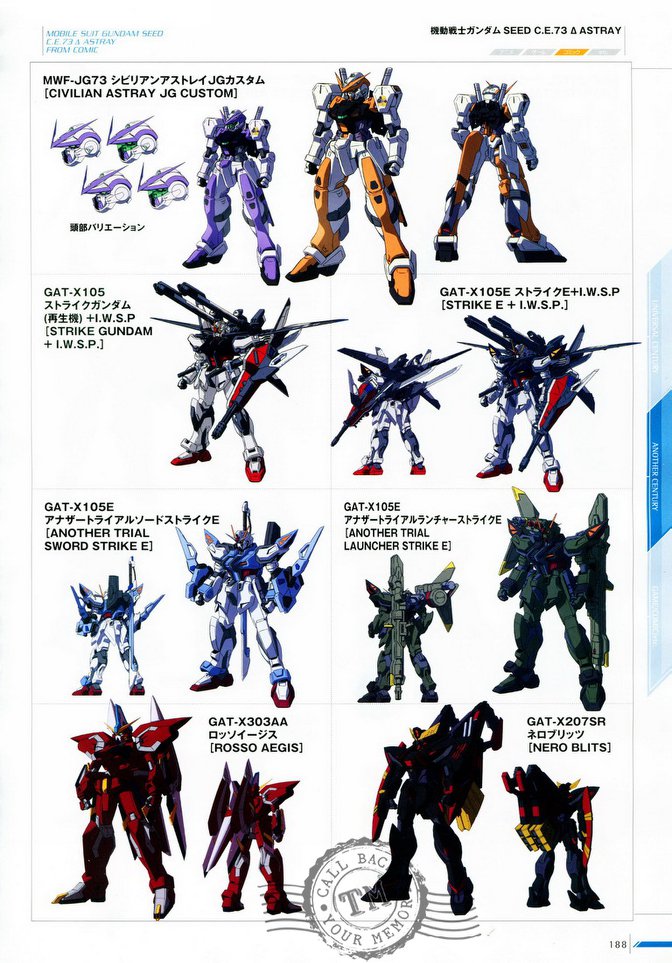 MOBILE SUIT GUNDAM SEED
C.E.73 Δ ASTRAY
FROM COMIC
機動戦士ガンダム SEED C.E.73 Δ ASTRAY
コミック
MWF-JG73 シビリアンアストレイJGカスタム
[CIVILIAN ASTRAY JG CUSTOM]
頭部バリエーション
GAT-X105
ストライクガンダム
(再生機) +I.W.S.P
[STRIKE GUNDAM
+ I.W.S.P.]
GAT-X105E ストライクE+I.W.S.P
[STRIKE E + I.W.S.P.]
GAT-X105E
アナザートライアルソードストライクE
[ANOTHER TRIAL
SWORD STRIKE E]
GAT-X105E
アナザートライアルランチャーストライクE
[ANOTHER TRIAL
LAUNCHER STRIKE E]
GAT-X303AA
ロッソイージス
[ROSSO AEGIS]
GAT-X207SR
ネロブリッツ
[NERO BLITS]
UNIVERSAL CENTURY
ANOTHER CENTURY
CALL BACK
TM
YOUR MEMORY
188